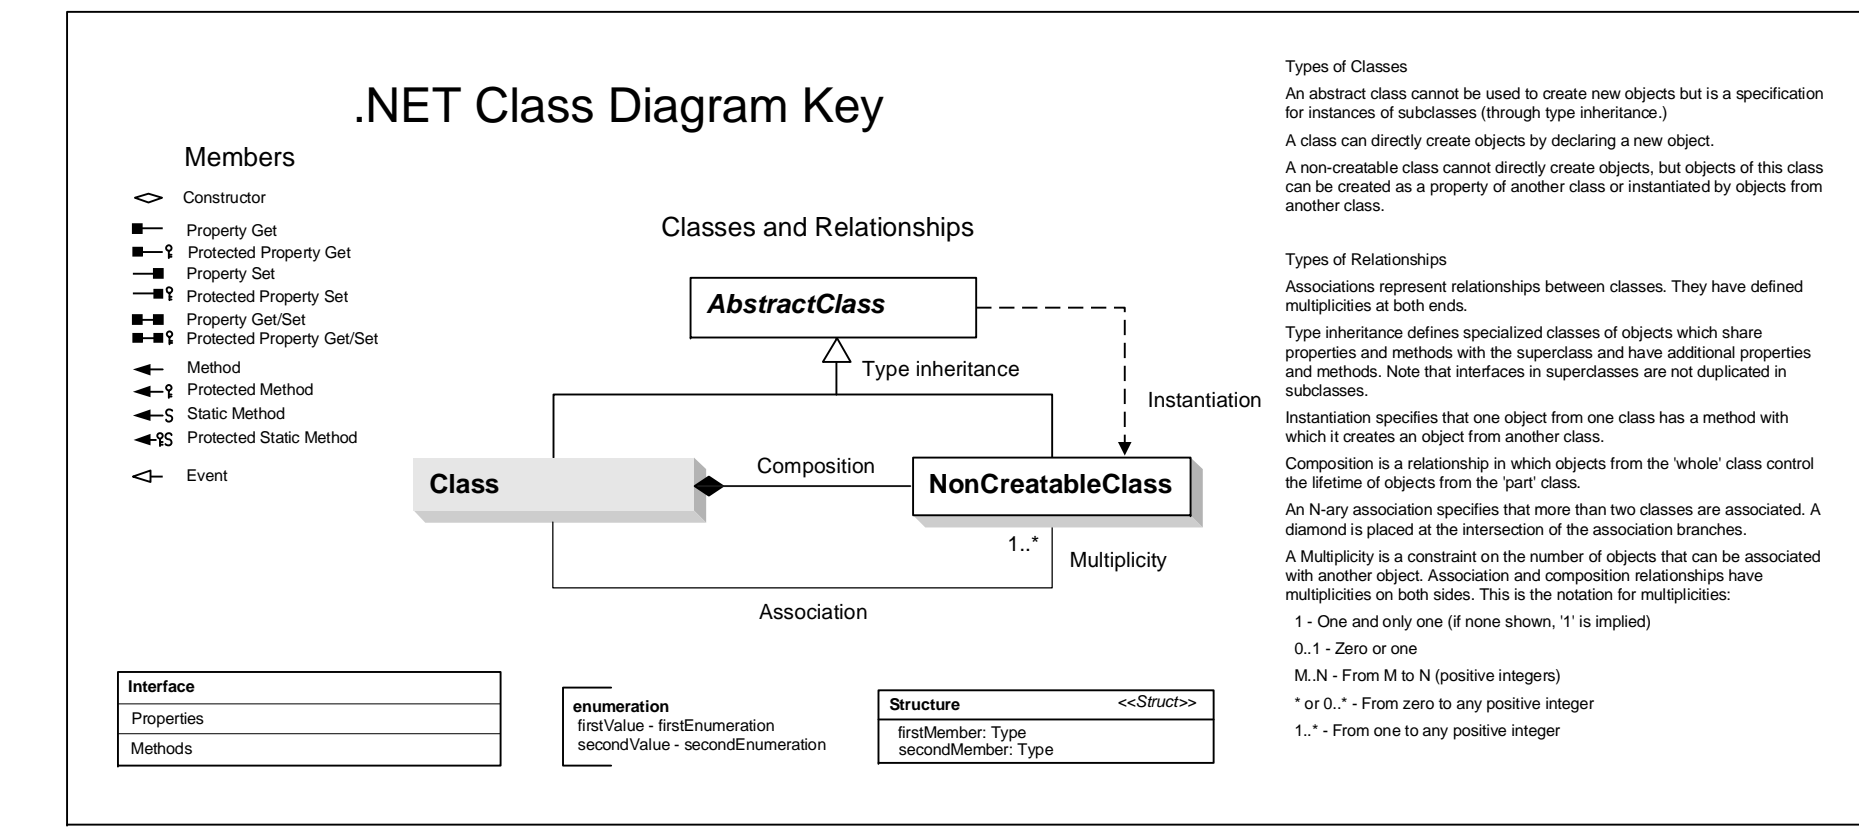 .NET Class Diagram Key
Members
Constructor
Property Get
Protected Property Get
Property Set
Protected Property Set
Property Get/Set
Protected Property Get/Set
Method
Protected Method
S Static Method
S Protected Static Method
Event
Classes and Relationships
AbstractClass
Type inheritance
Instantiation
Class
Composition
NonCreatableClass
1..*
Multiplicity
Association
Interface
Properties
Methods
enumeration
firstValue - firstEnumeration
secondValue - secondEnumeration
Structure <<Struct>>
firstMember: Type
secondMember: Type
Types of Classes
An abstract class cannot be used to create new objects but is a specification
for instances of subclasses (through type inheritance.)
A class can directly create objects by declaring a new object.
A non-creatable class cannot directly create objects, but objects of this class
can be created as a property of another class or instantiated by objects from
another class.
Types of Relationships
Associations represent relationships between classes. They have defined
multiplicities at both ends.
Type inheritance defines specialized classes of objects which share
properties and methods with the superclass and have additional properties
and methods. Note that interfaces in superclasses are not duplicated in
subclasses.
Instantiation specifies that one object from one class has a method with
which it creates an object from another class.
Composition is a relationship in which objects from the 'whole' class control
the lifetime of objects from the 'part' class.
An N-ary association specifies that more than two classes are associated. A
diamond is placed at the intersection of the association branches.
A Multiplicity is a constraint on the number of objects that can be associated
with another object. Association and composition relationships have
multiplicities on both sides. This is the notation for multiplicities:
1 - One and only one (if none shown, '1' is implied)
0..1 - Zero or one
M..N - From M to N (positive integers)
* or 0..* - From zero to any positive integer
1..* - From one to any positive integer